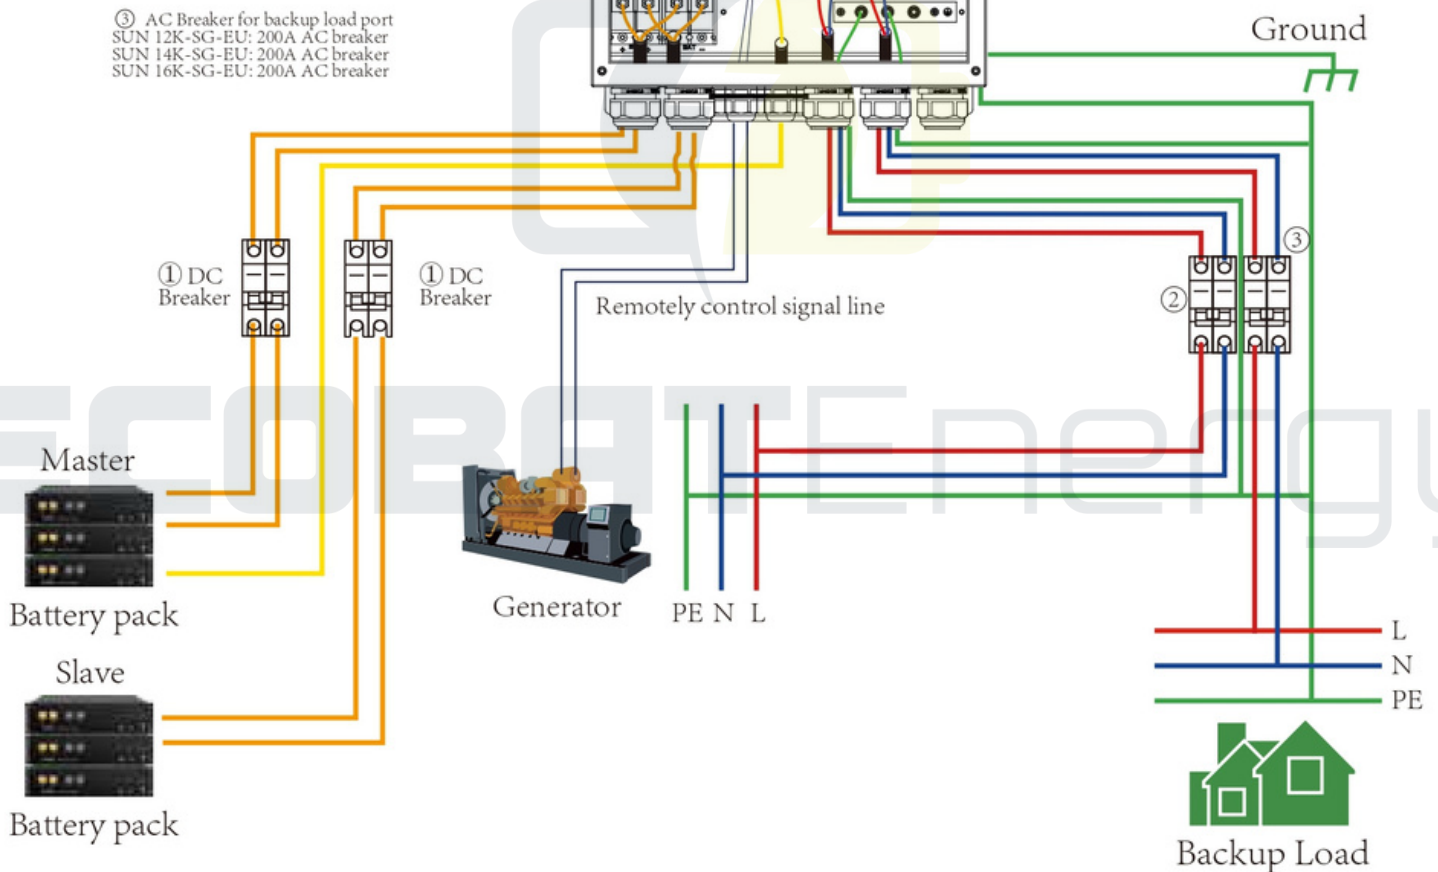 ③ AC Breaker for backup load port
SUN 12K-SG-EU: 200A AC breaker
SUN 14K-SG-EU: 200A AC breaker
SUN 16K-SG-EU: 200A AC breaker
BAT
Ground
① DC
Breaker
① DC
Breaker
③
②
Remotely control signal line
ECOBATEnergy
Master
Battery pack
Generator
PE N L
L
N
PE
Slave
Battery pack
Backup Load